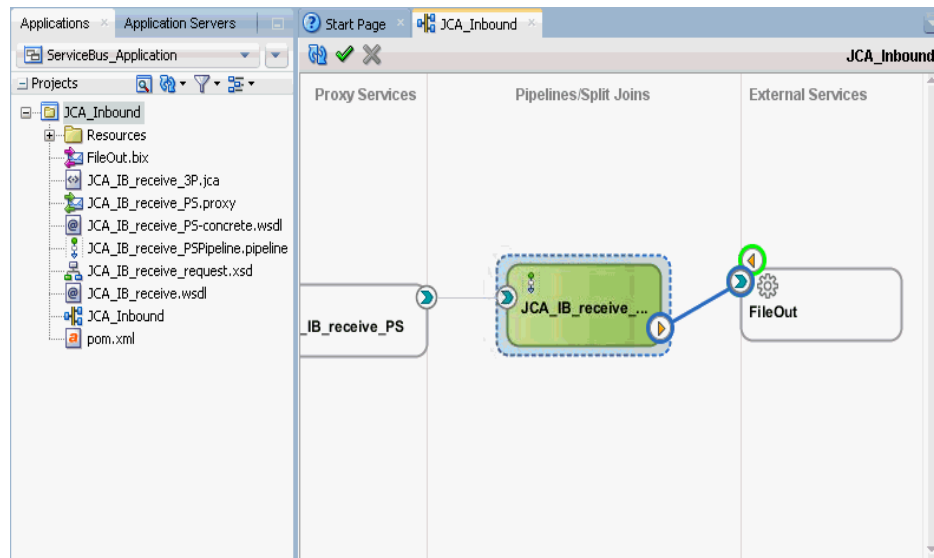 Applications
Application Servers
Start Page
JCA_Inbound
ServiceBus_Application
JCA_Inbound
Projects
Proxy Services
Pipelines/Split Joins
External Services
JCA_Inbound
Resources
FileOut.bix
JCA_IB_receive_3P.jca
JCA_IB_receive_PS.proxy
JCA_IB_receive_PS-concrete.wsdl
JCA_IB_receive_PSPipeline.pipeline
JCA_IB_receive_request.xsd
JCA_IB_receive.wsdl
JCA_Inbound
pom.xml
_IB_receive_PS
JCA_IB_receive_...
FileOut